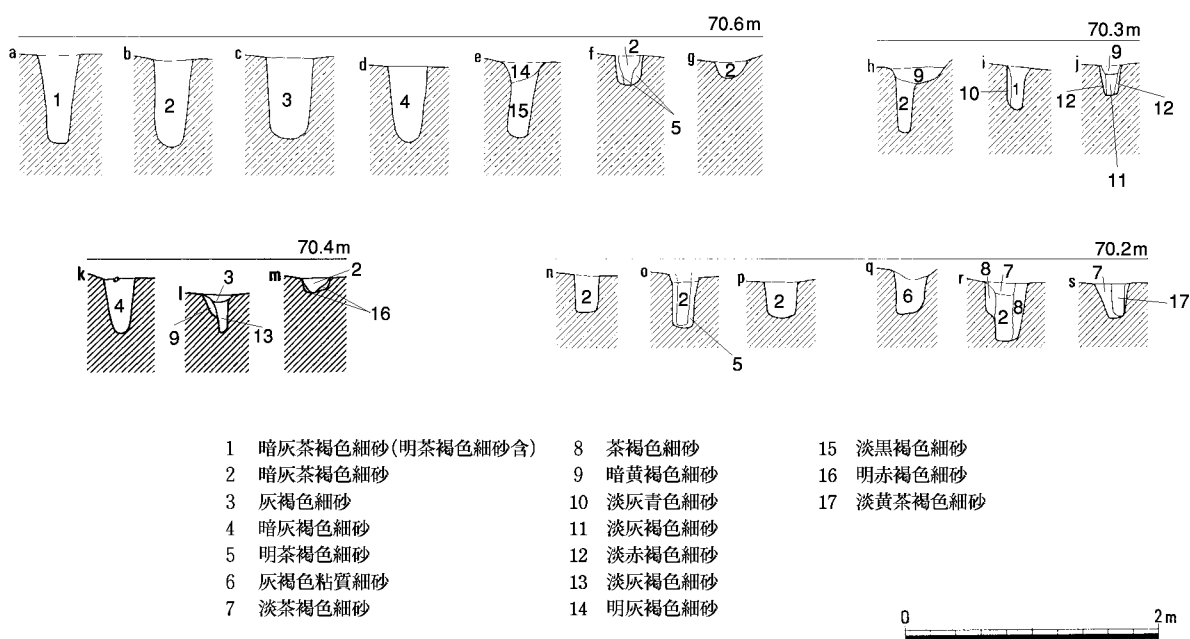 70.6m
70.3m
a b c d e f g h i j
1 2 3 4 14 15 2 5 2 9 2 10 1 9 12 12 11
70.4m
70.2m
k l m n o p q r s
4 3 9 13 2 16 2 2 5 2 6 8 7 2 8 7 17
1 暗灰茶褐色細砂(明茶褐色細砂含)
2 暗灰茶褐色細砂
3 灰褐色細砂
4 暗灰褐色細砂
5 明茶褐色細砂
6 灰褐色粘質細砂
7 淡茶褐色細砂
8 茶褐色細砂
9 暗黄褐色細砂
10 淡灰青色細砂
11 淡灰褐色細砂
12 淡赤褐色細砂
13 淡灰褐色細砂
14 明灰褐色細砂
15 淡黒褐色細砂
16 明赤褐色細砂
17 淡黄茶褐色細砂
0 2m